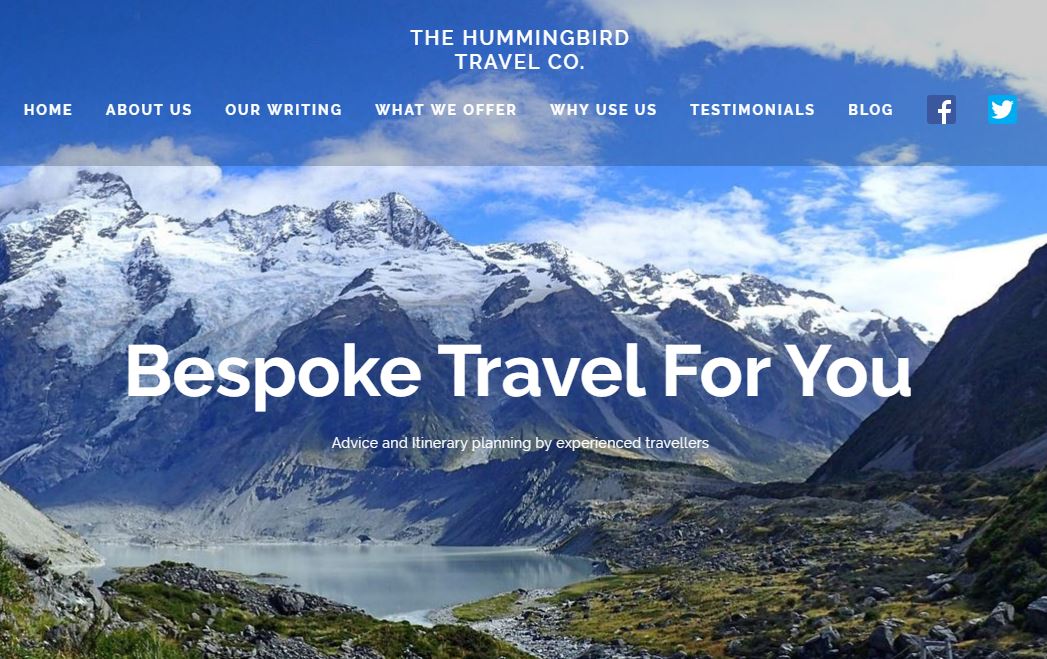 THE HUMMINGBIRD
TRAVEL CO.
HOME ABOUT US OUR WRITING WHAT WE OFFER WHY USE US TESTIMONIALS BLOG
Bespoke Travel For You
Advice and Itinerary planning by experienced travellers